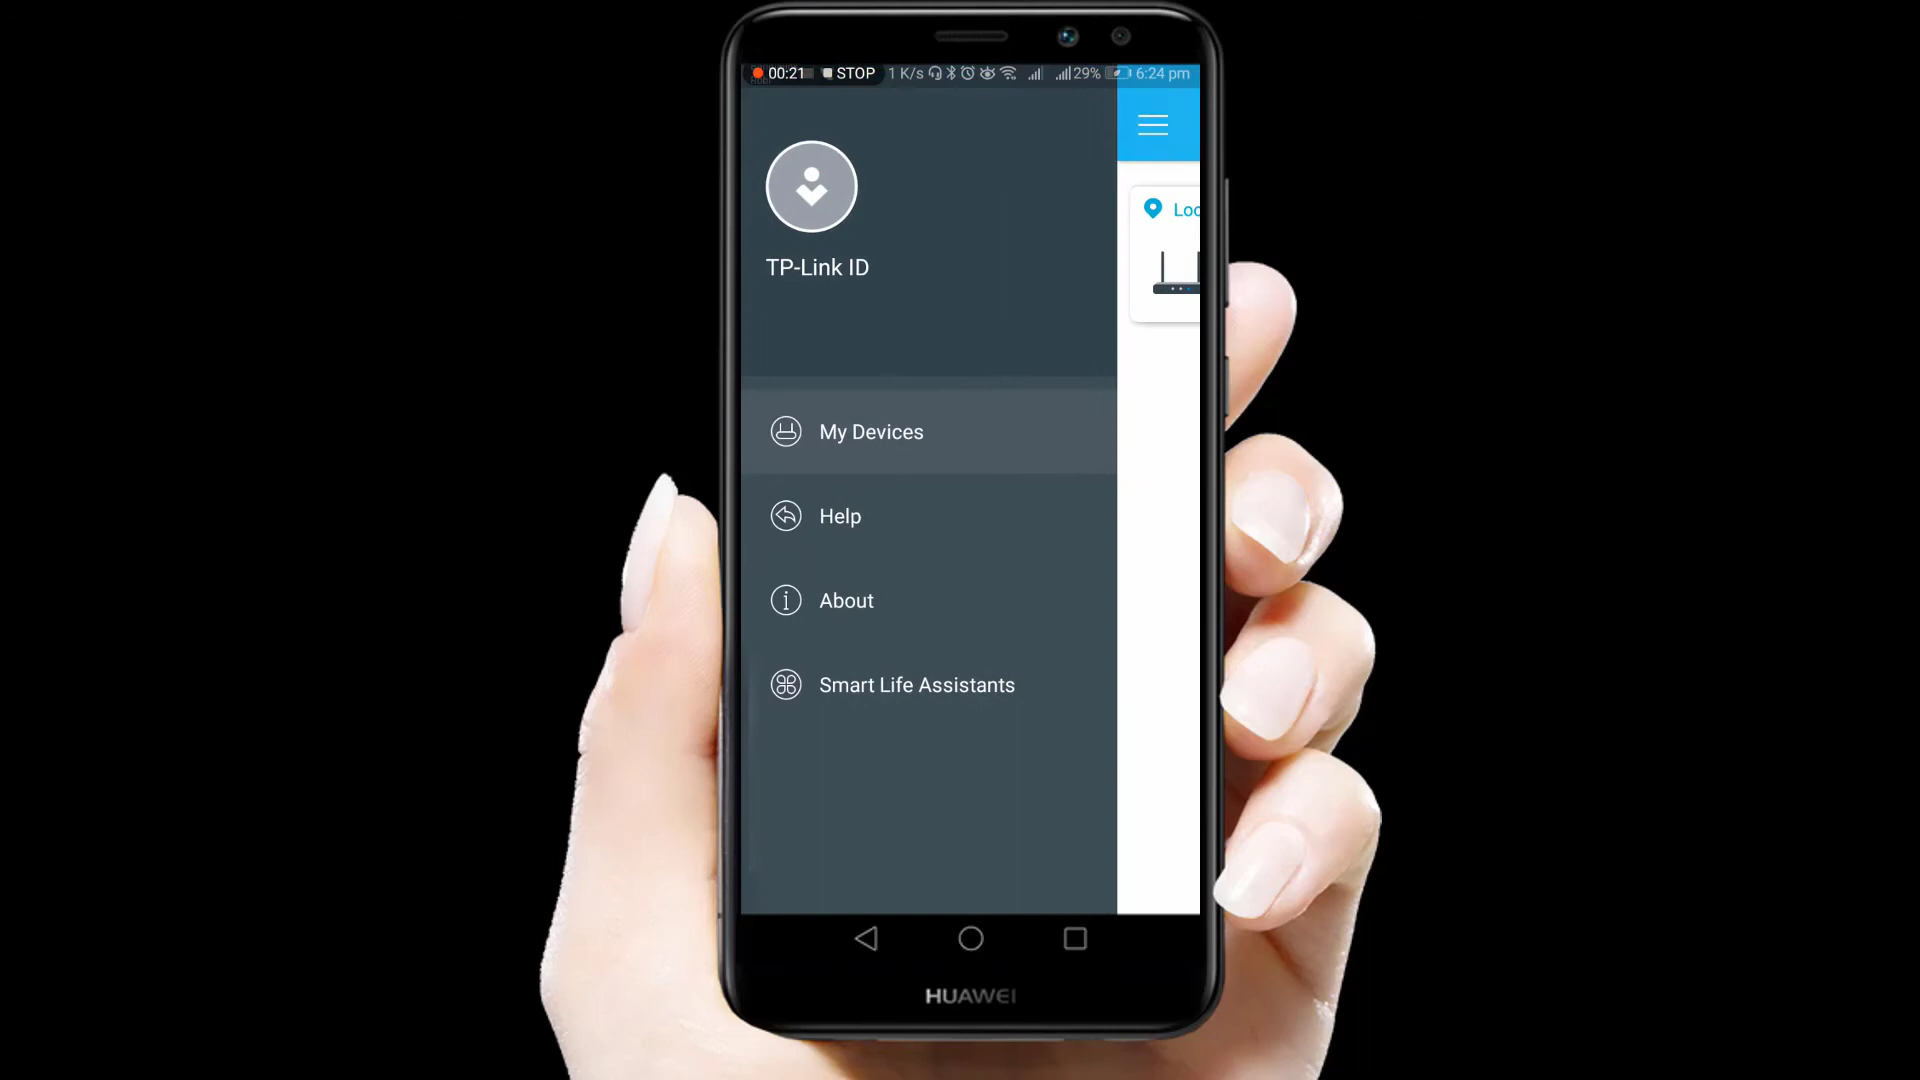 00:21 STOP 1 K/s 29% 6:24 pm
TP-Link ID
Loc
My Devices
Help
About
Smart Life Assistants
HUAWEI